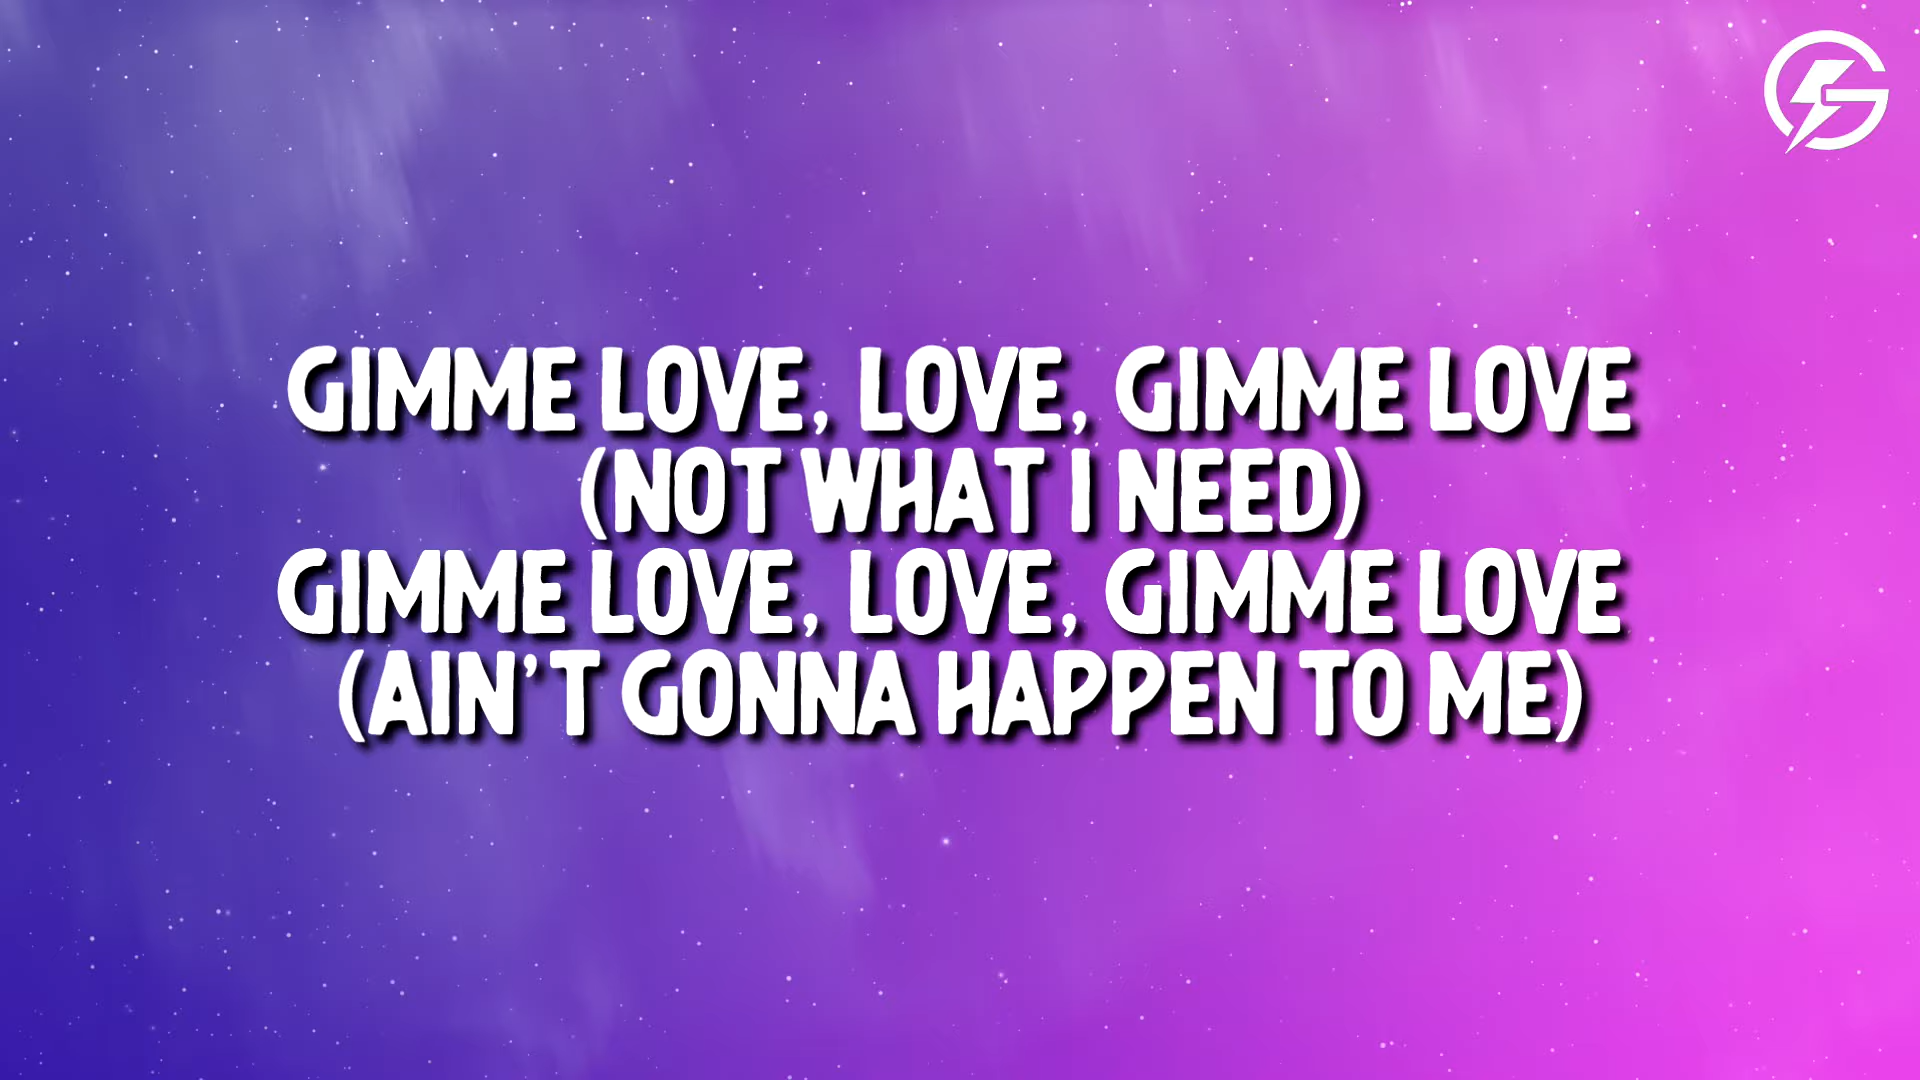 GIMME LOVE, LOVE, GIMME LOVE
(NOT WHAT I NEED)
GIMME LOVE, LOVE, GIMME LOVE
(AIN'T GONNA HAPPEN TO ME)